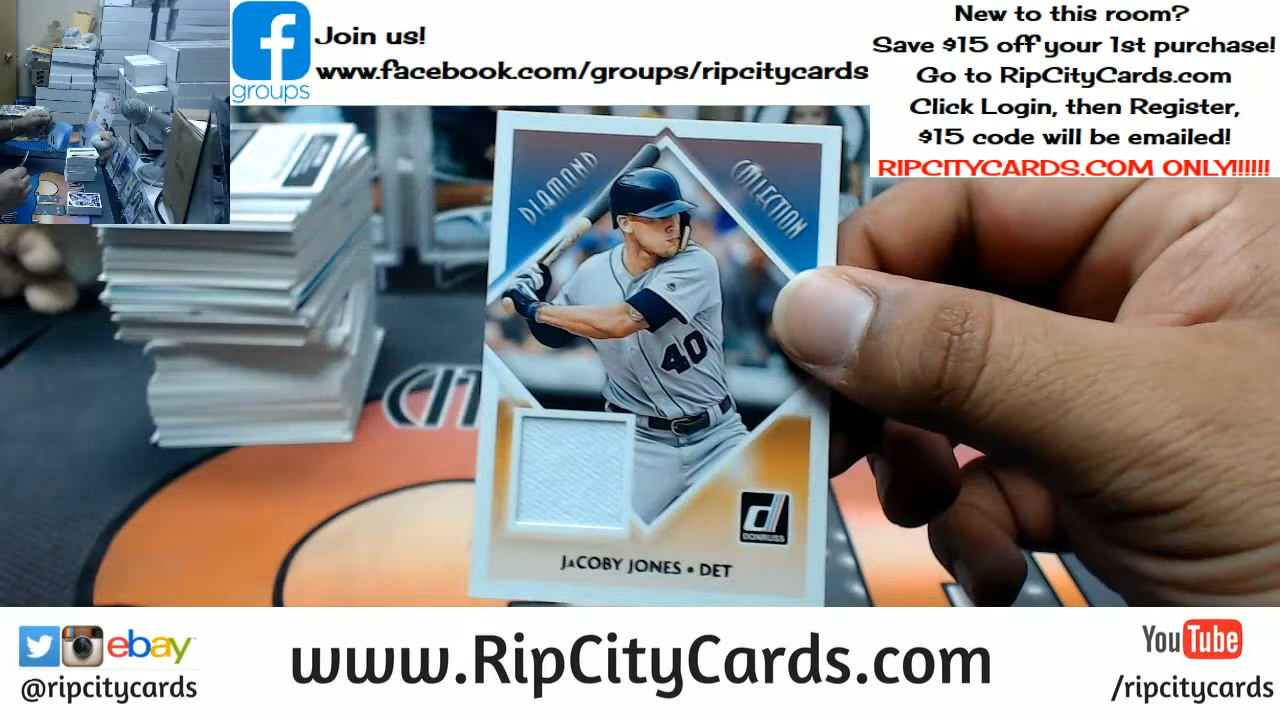 Join us!
www.facebook.com/groups/ripcitycards
groups
New to this room?
Save $15 off your 1st purchase!
Go to RipCityCards.com
Click Login, then Register,
$15 code will be emailed!
RIPCITYCARDS.COM ONLY!!!!!
DIAMOND
COLLECTION
40
d
DONRUSS
JaCOBY JONES • DET
CIT
ebay
@ripcitycards
www.RipCityCards.com
YouTube
/ripcitycards